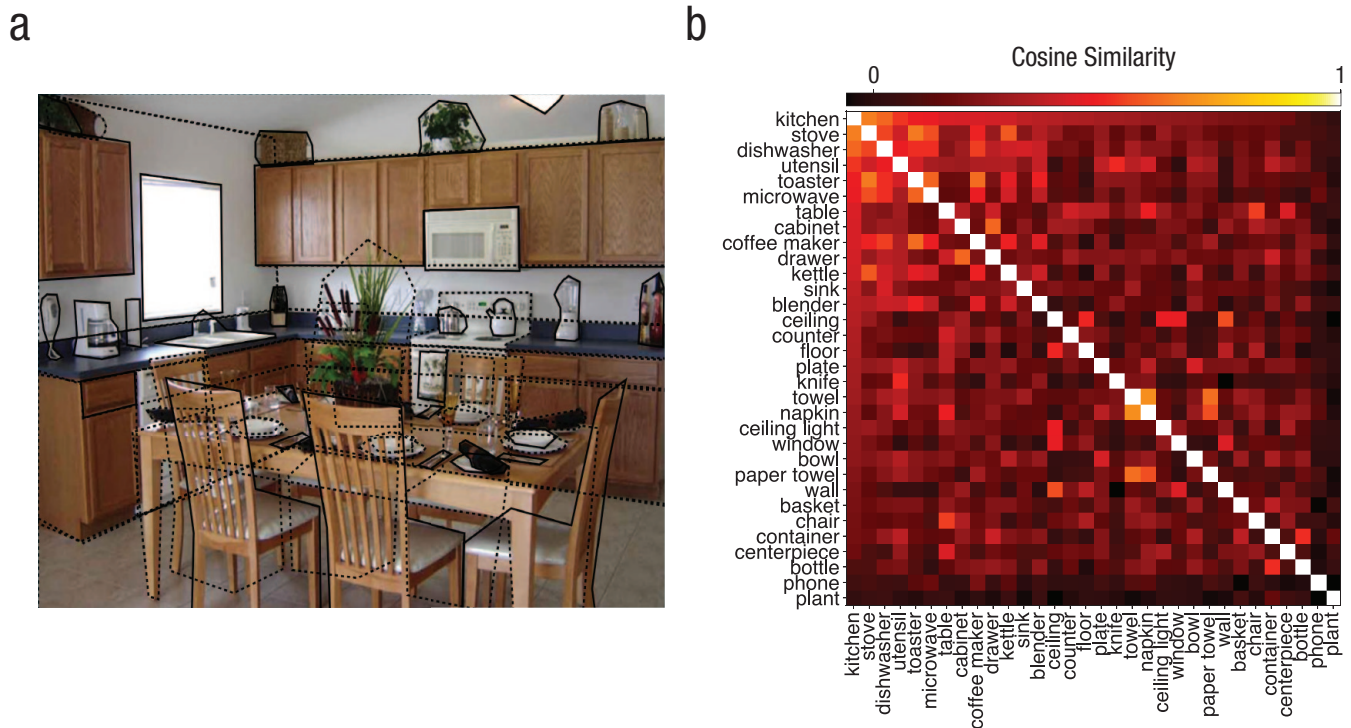 a
b
Cosine Similarity
0 1
kitchen
stove
dishwasher
utensil
toaster
microwave
table
cabinet
coffee maker
drawer
kettle
sink
blender
ceiling
counter
floor
plate
knife
towel
napkin
ceiling light
window
bowl
paper towel
wall
basket
chair
container
centerpiece
bottle
phone
plant
kitchen
stove
dishwasher
utensil
toaster
microwave
table
cabinet
coffee maker
drawer
kettle
sink
blender
ceiling
counter
floor
plate
knife
towel
napkin
ceiling light
window
bowl
paper towel
wall
basket
chair
container
centerpiece
bottle
phone
plant